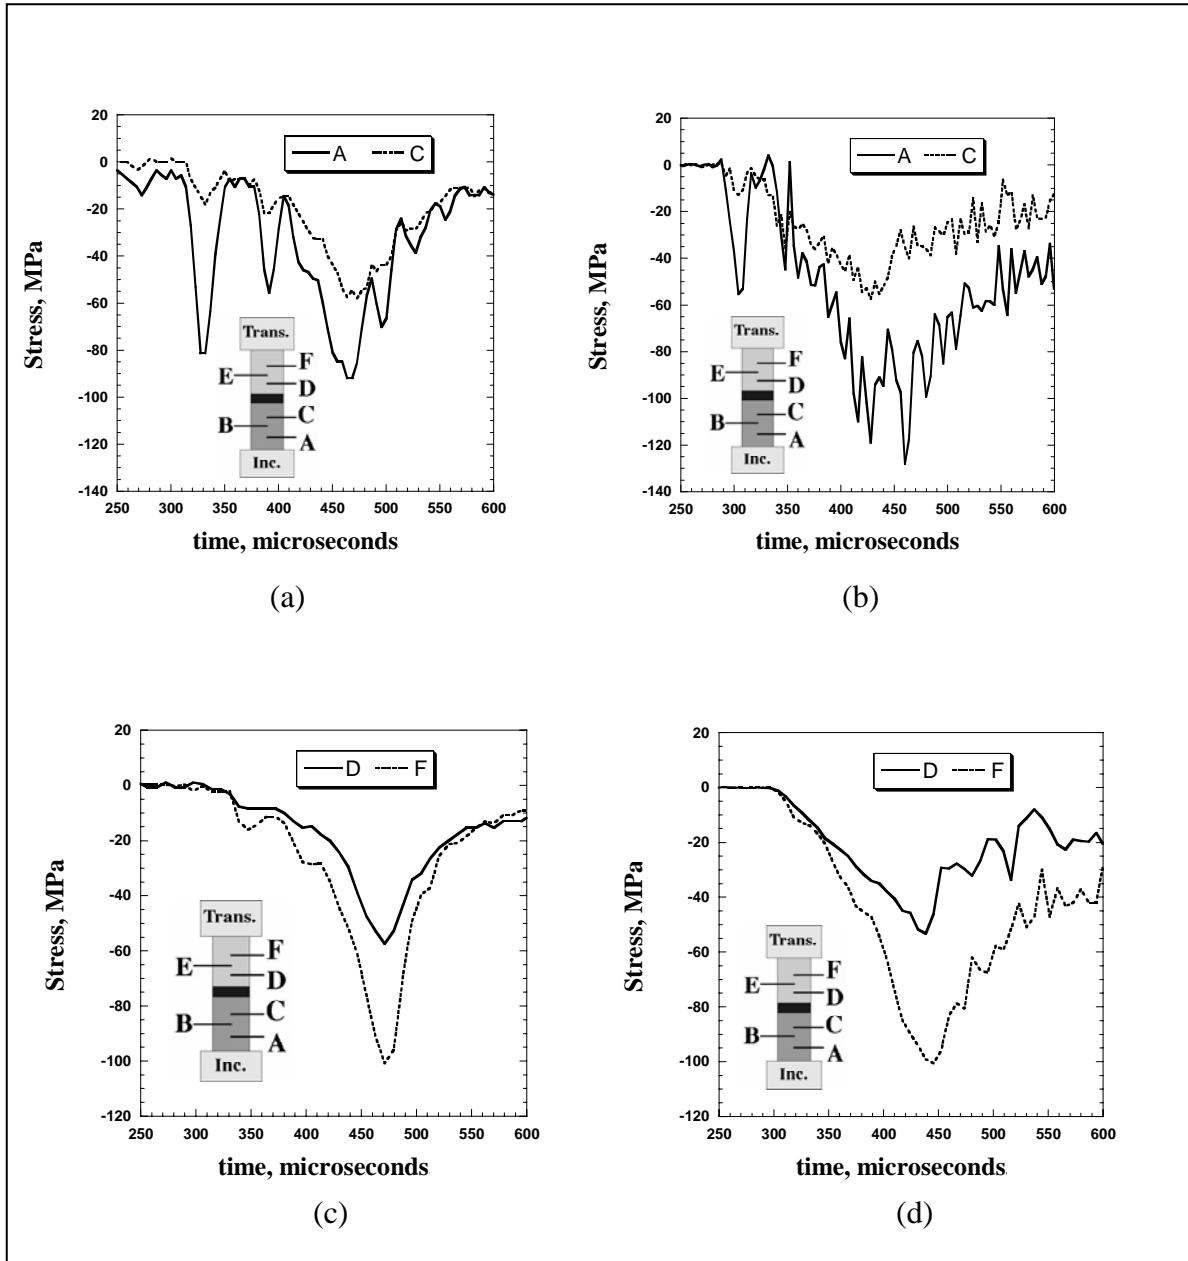 20
0
-20
-40
-60
-80
-100
-120
-140
Stress, MPa
A C
Trans.
F
E
D
C
B
A
Inc.
250 300 350 400 450 500 550 600
time, microseconds
(a)
20
0
-20
-40
-60
-80
-100
-120
-140
Stress, MPa
A C
Trans.
F
E
D
C
B
A
Inc.
250 300 350 400 450 500 550 600
time, microseconds
(b)
20
0
-20
-40
-60
-80
-100
-120
Stress, MPa
D F
Trans.
F
E
D
C
B
A
Inc.
250 300 350 400 450 500 550 600
time, microseconds
(c)
20
0
-20
-40
-60
-80
-100
-120
Stress, MPa
D F
Trans.
F
E
D
C
B
A
Inc.
250 300 350 400 450 500 550 600
time, microseconds
(d)